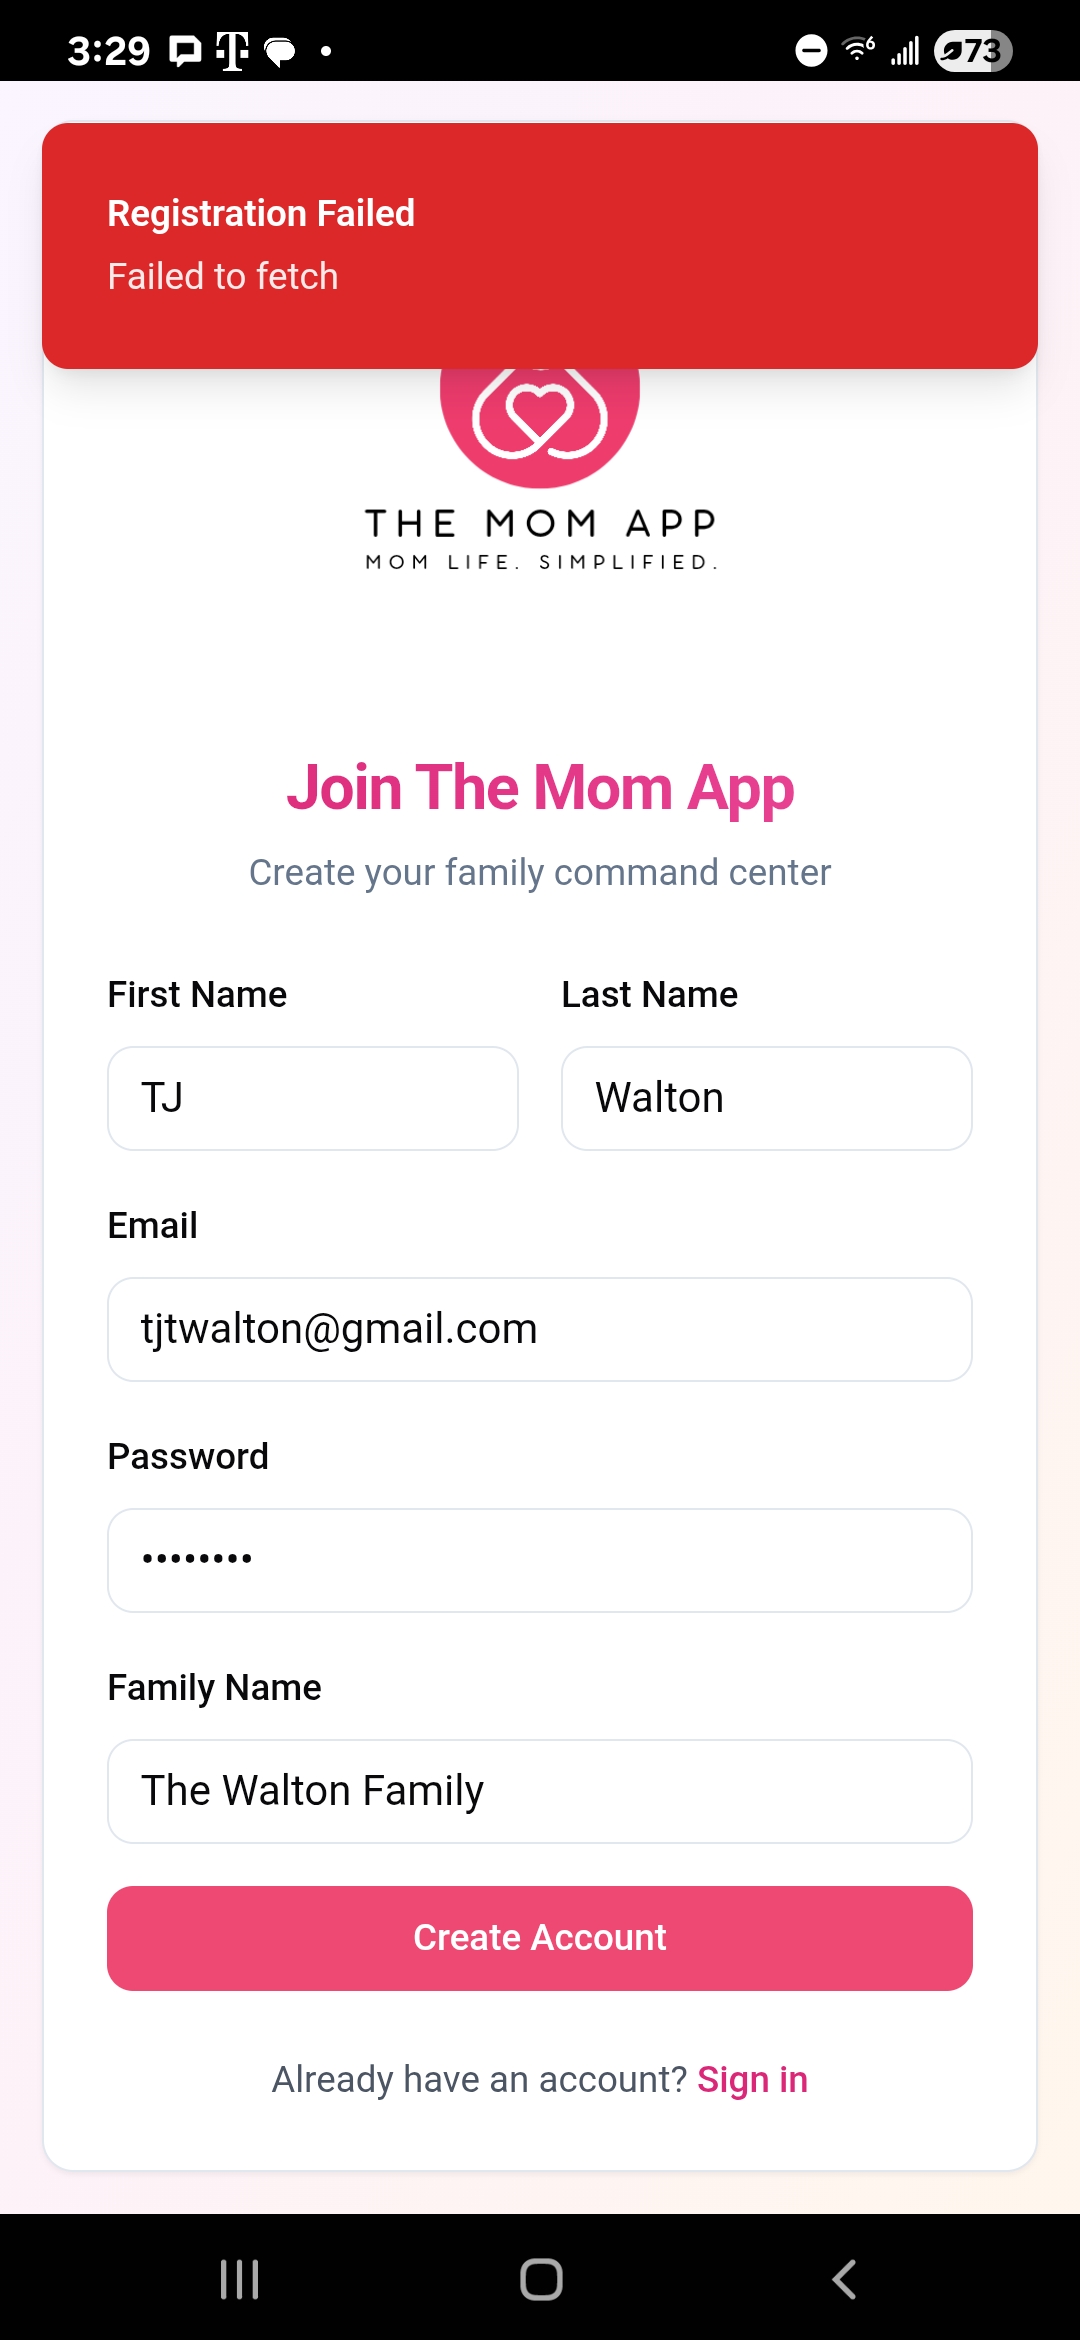 3:29
6
73
Registration Failed
Failed to fetch
THE MOM APP
MOM LIFE. SIMPLIFIED.
Join The Mom App
Create your family command center
First Name
Last Name
TJ
Walton
Email
tjtwalton@gmail.com
Password
••••••••
Family Name
The Walton Family
Create Account
Already have an account? Sign in